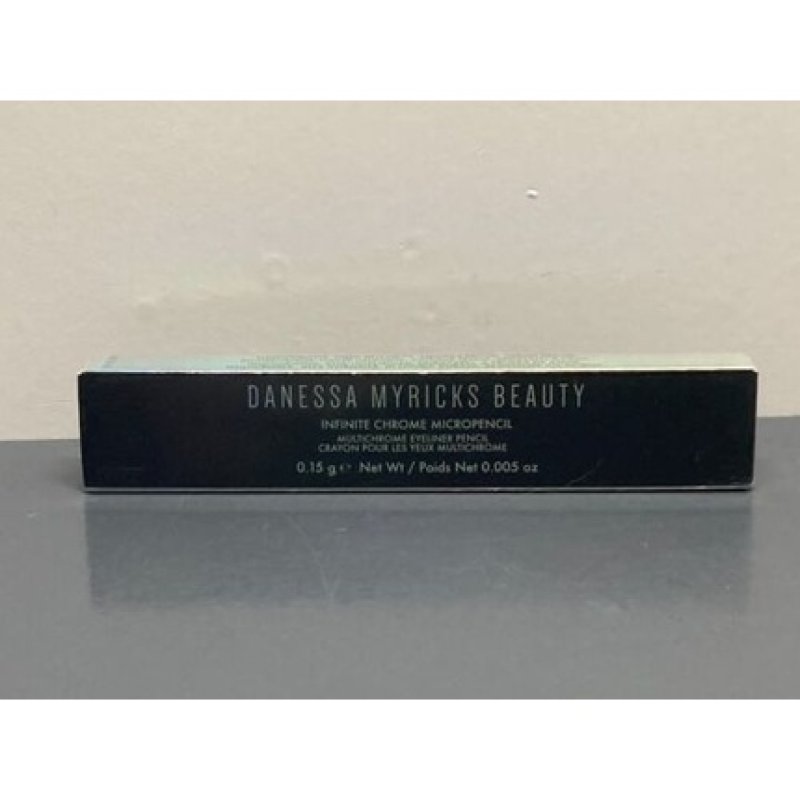 DANESSA MYRICKS BEAUTY
INFINITE CHROME MICROPENCIL
MULTICHROME EYELINER PENCIL
CRAYON POUR LES YEUX MULTICHROME
0.15 g ℮ Net Wt / Poids Net 0.005 oz